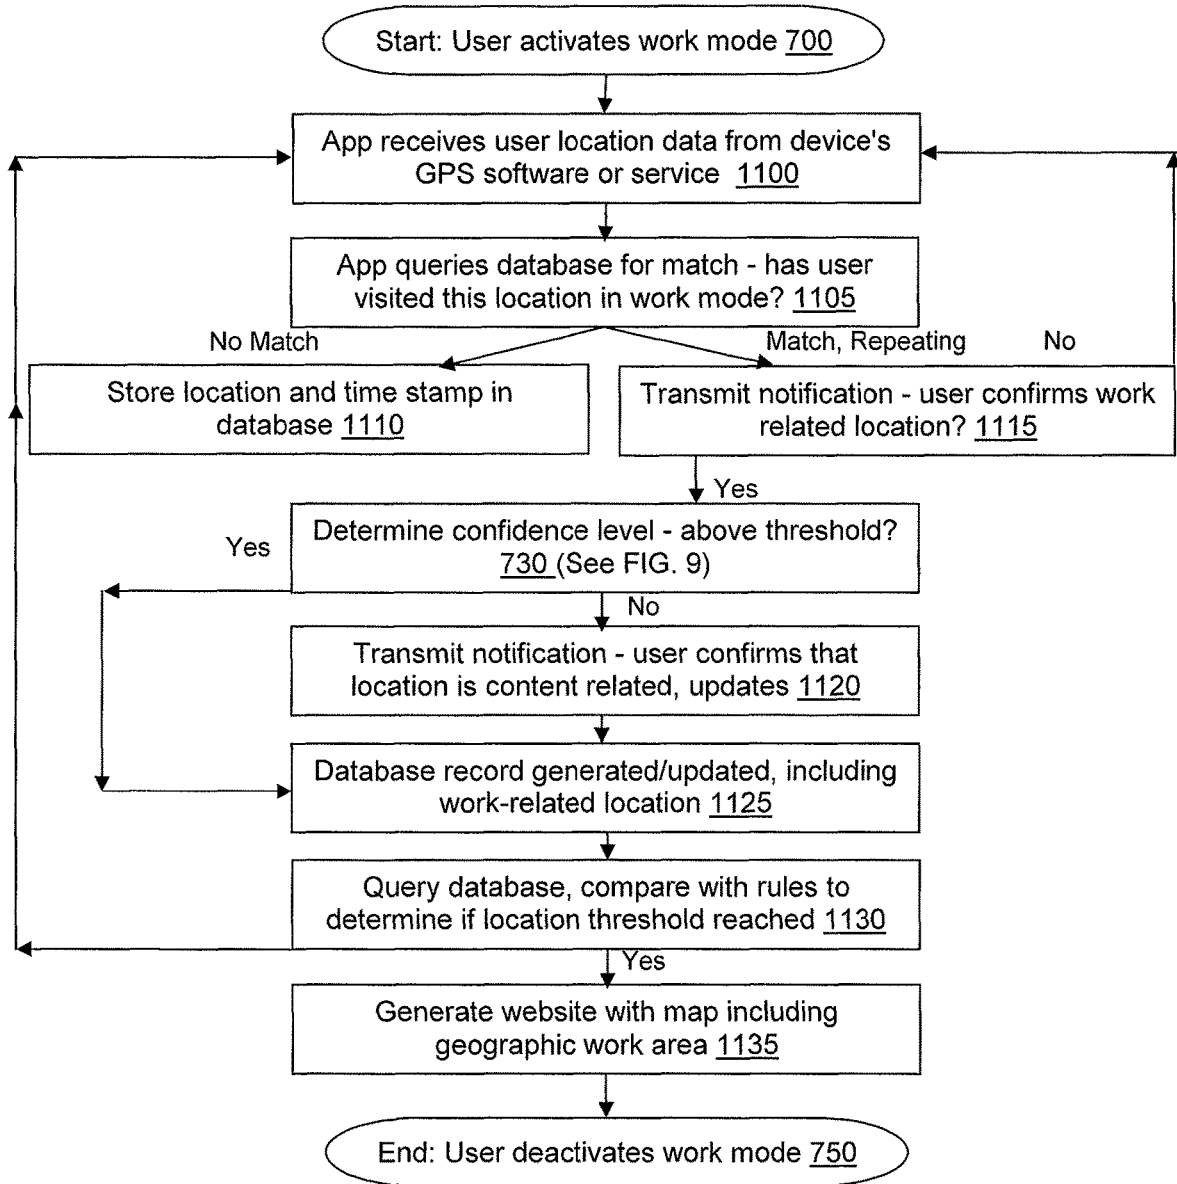 Start: User activates work mode 700
App receives user location data from device's
GPS software or service 1100
App queries database for match - has user
visited this location in work mode? 1105
No Match
Match, Repeating
No
Store location and time stamp in
database 1110
Transmit notification - user confirms work
related location? 1115
Yes
Determine confidence level - above threshold?
730 (See FIG. 9)
Yes
No
Transmit notification - user confirms that
location is content related, updates 1120
Database record generated/updated, including
work-related location 1125
Query database, compare with rules to
determine if location threshold reached 1130
Yes
Generate website with map including
geographic work area 1135
End: User deactivates work mode 750